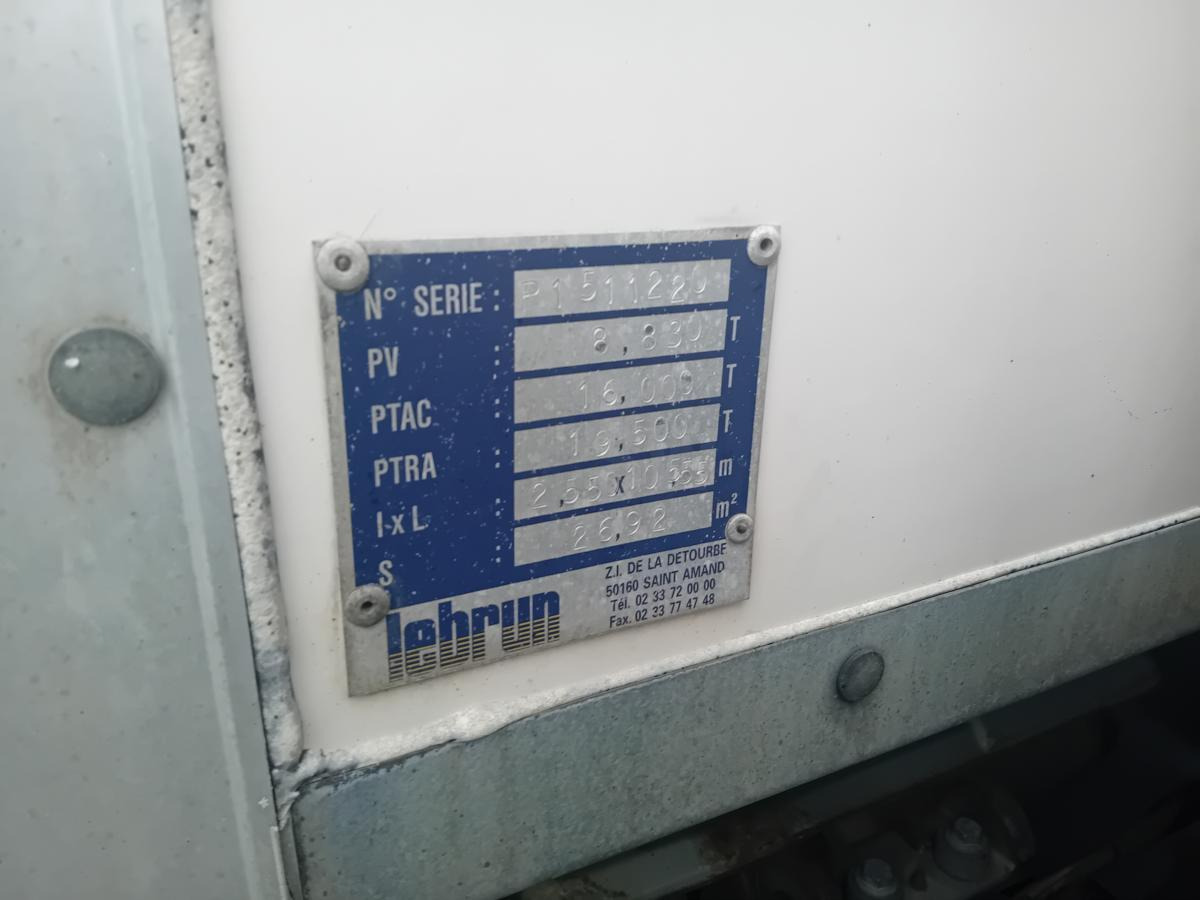 N° SERIE : P1511220
PV : 8,830 T
PTAC : 16,000 T
PTRA : 19,500 T
l x L : 2,550 x 10,555 m
S : 26,92 m²
lebrun
Z.I. DE LA DETOURBE
50160 SAINT AMAND
Tél. 02 33 72 00 00
Fax. 02 33 77 47 48